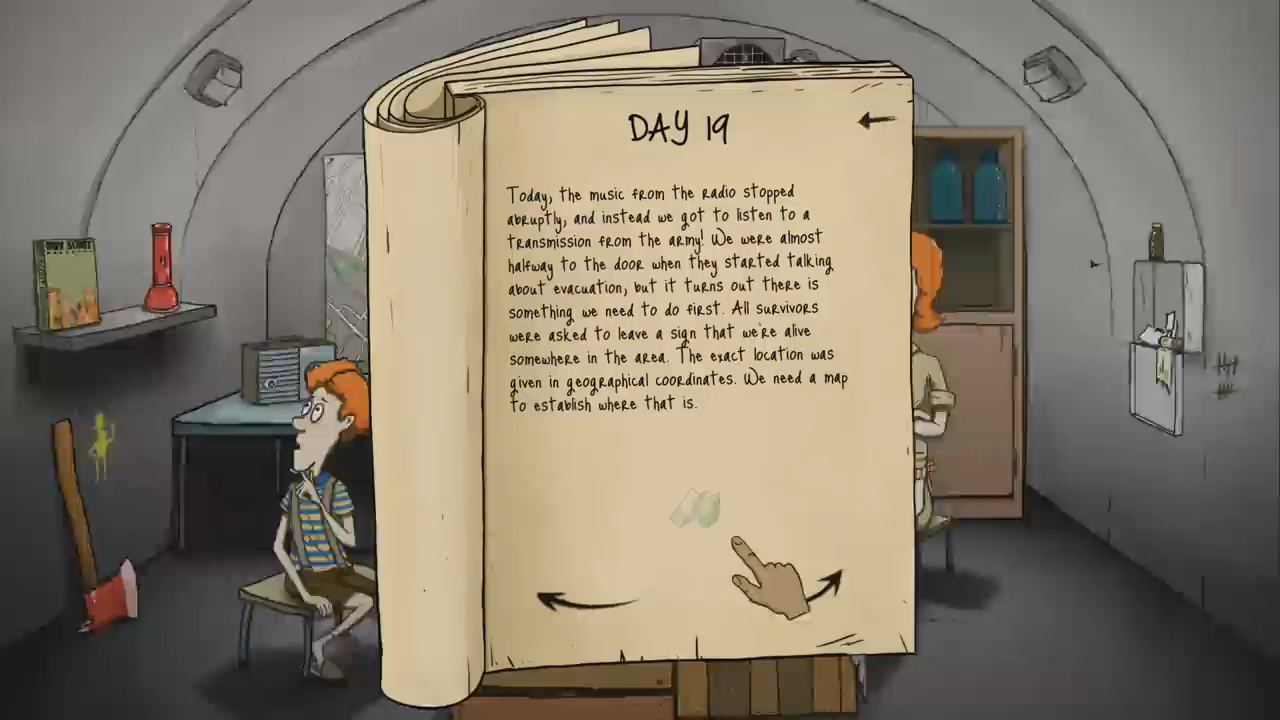 DAY 19
Today, the music from the radio stopped
abruptly, and instead we got to listen to a
transmission from the army! We were almost
halfway to the door when they started talking
about evacuation, but it turns out there is
something we need to do first. All survivors
were asked to leave a sign that we're alive
somewhere in the area. The exact location was
given in geographical coordinates. We need a map
to establish where that is.